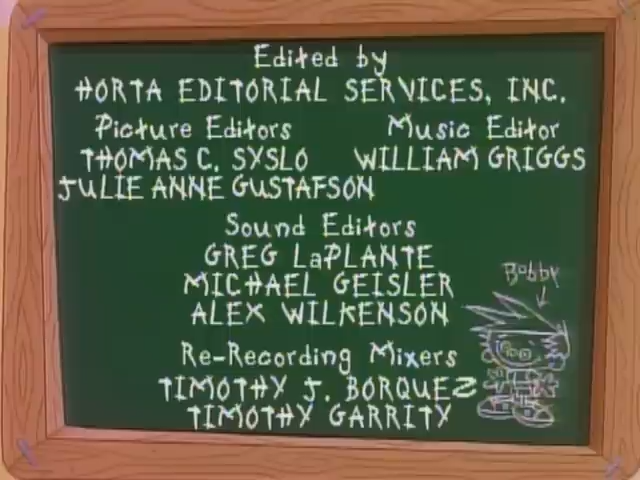 Edited by
HORTA EDITORIAL SERVICES, INC.
Picture Editors Music Editor
THOMAS C. SYSLO WILLIAM GRIGGS
JULIE ANNE GUSTAFSON
Sound Editors
GREG LaPLANTE
MICHAEL GEISLER
ALEX WILKENSON
Bobby
Re-Recording Mixers
TIMOTHY J. BORQUEZ
TIMOTHY GARRITY